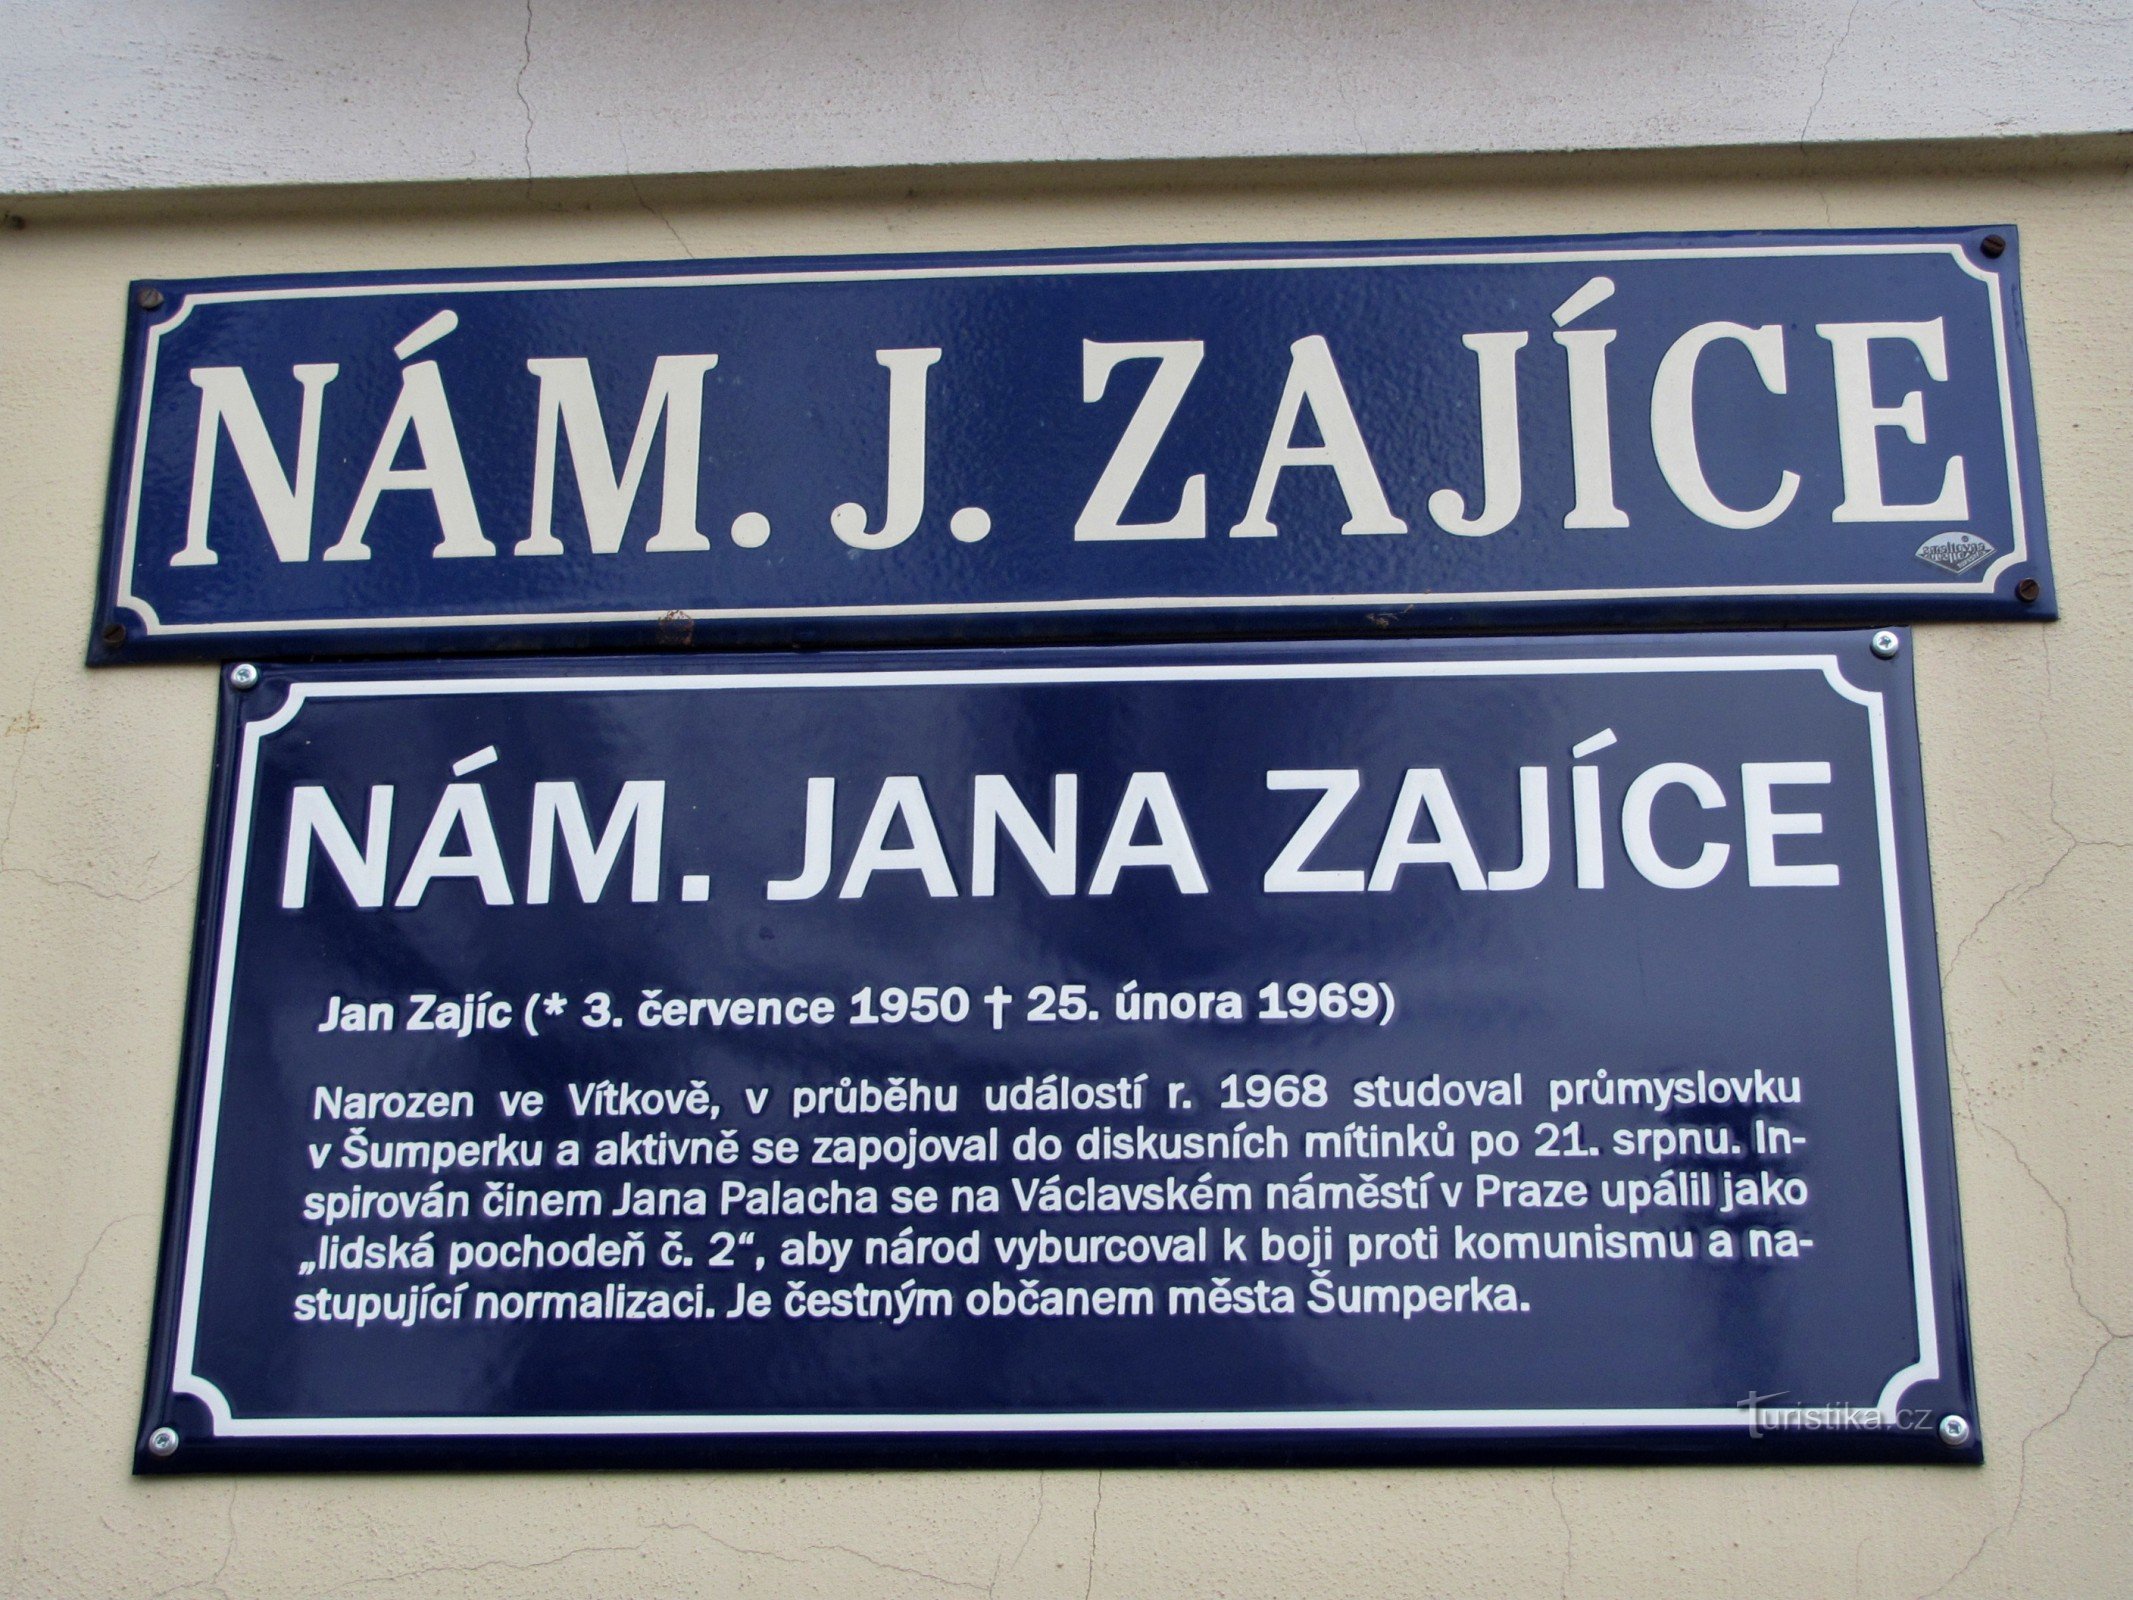 NÁM. J. ZAJÍCE
NÁM. JANA ZAJÍCE
Jan Zajíc (* 3. července 1950 † 25. února 1969)
Narozen ve Vítkově, v průběhu událostí r. 1968 studoval průmyslovku
v Šumperku a aktivně se zapojoval do diskusních mítinků po 21. srpnu. In-
spirován činem Jana Palacha se na Václavském náměstí v Praze upálil jako
„lidská pochodeň č. 2“, aby národ vyburcoval k boji proti komunismu a na-
stupující normalizaci. Je čestným občanem města Šumperka.
Turistika.cz